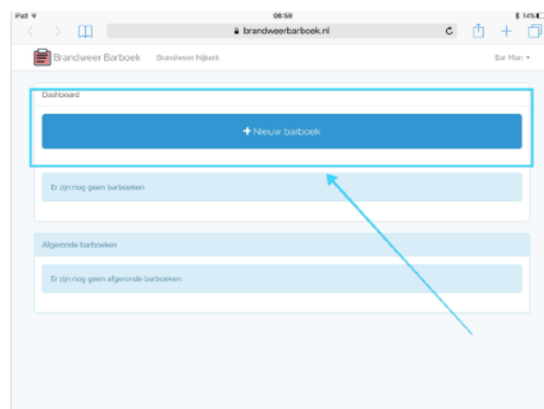 iPad 08:59 14%
brandweerbarboek.nl
Brandweer Barboek Brandweer Nijkerk Bar Man
Dashboard
+ Nieuw barboek
Er zijn nog geen barboeken.
Afgeronde barboeken
Er zijn nog geen afgeronde barboeken.